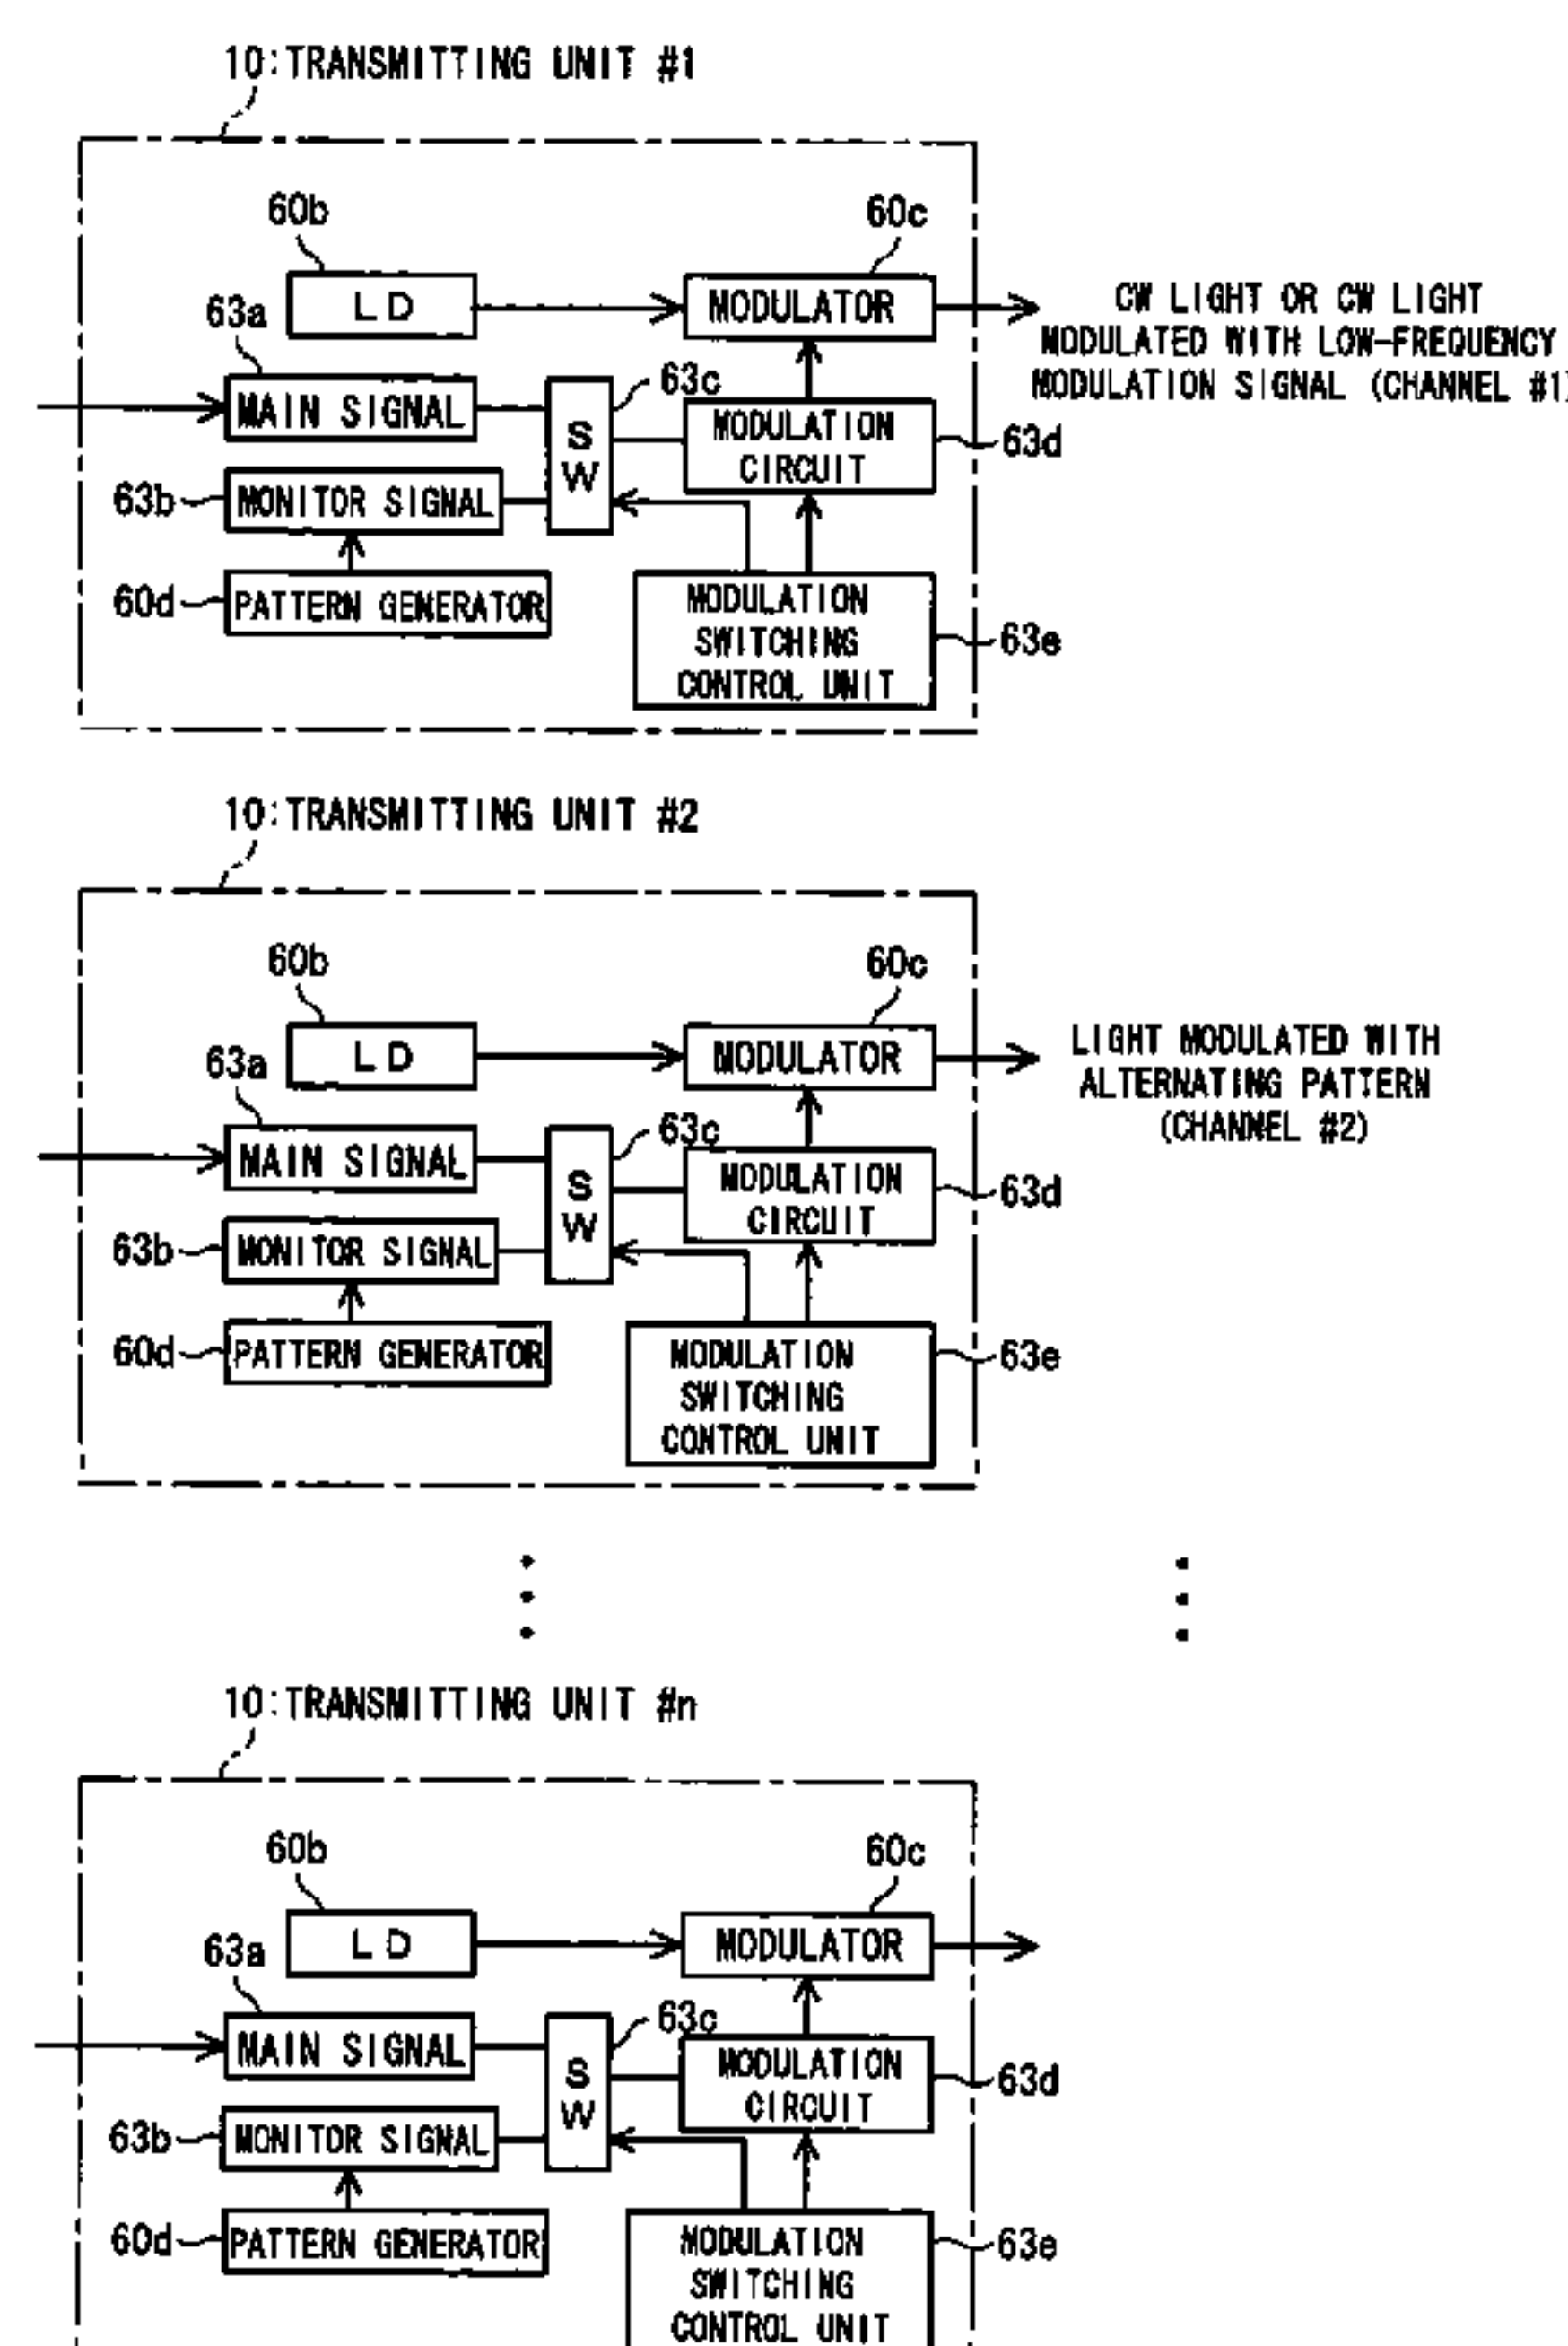 10:TRANSMITTING UNIT #1
60b
60c
LD
MODULATOR
CW LIGHT OR CW LIGHT
MODULATED WITH LOW-FREQUENCY
MODULATION SIGNAL (CHANNEL #1)
63a
MAIN SIGNAL
SW
63c
MODULATION
CIRCUIT
63d
63b
MONITOR SIGNAL
60d
PATTERN GENERATOR
MODULATION
SWITCHING
CONTROL UNIT
63e
10:TRANSMITTING UNIT #2
60b
60c
LD
MODULATOR
LIGHT MODULATED WITH
ALTERNATING PATTERN
(CHANNEL #2)
63a
MAIN SIGNAL
SW
63c
MODULATION
CIRCUIT
63d
63b
MONITOR SIGNAL
60d
PATTERN GENERATOR
MODULATION
SWITCHING
CONTROL UNIT
63e
10:TRANSMITTING UNIT #n
60b
60c
LD
MODULATOR
63a
MAIN SIGNAL
SW
63c
MODULATION
CIRCUIT
63d
63b
MONITOR SIGNAL
60d
PATTERN GENERATOR
MODULATION
SWITCHING
CONTROL UNIT
63e